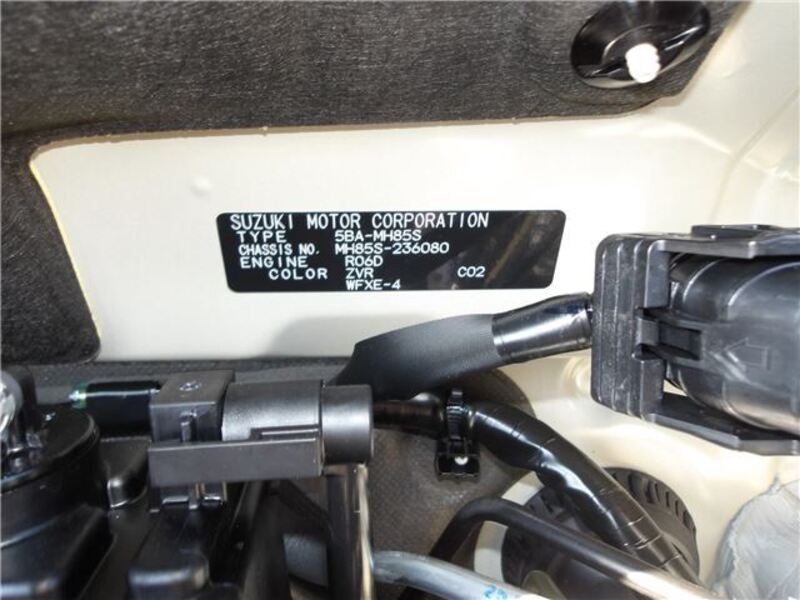 SUZUKI MOTOR CORPORATION
TYPE 5BA-MH85S
CHASSIS NO. MH85S-236080
ENGINE R06D
COLOR ZVR C02
WFXE-4